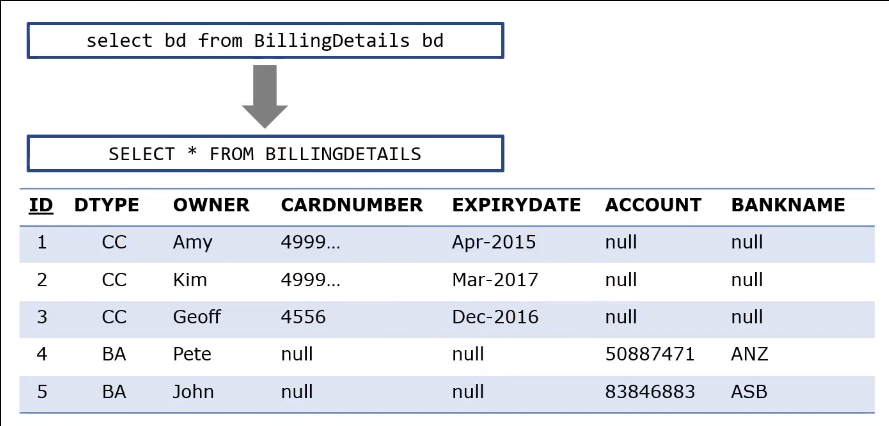 select bd from BillingDetails bd
SELECT * FROM BILLINGDETAILS
ID DTYPE OWNER CARDNUMBER EXPIRYDATE ACCOUNT BANKNAME
1 CC Amy 4999... Apr-2015 null null
2 CC Kim 4999... Mar-2017 null null
3 CC Geoff 4556 Dec-2016 null null
4 BA Pete null null 50887471 ANZ
5 BA John null null 83846883 ASB